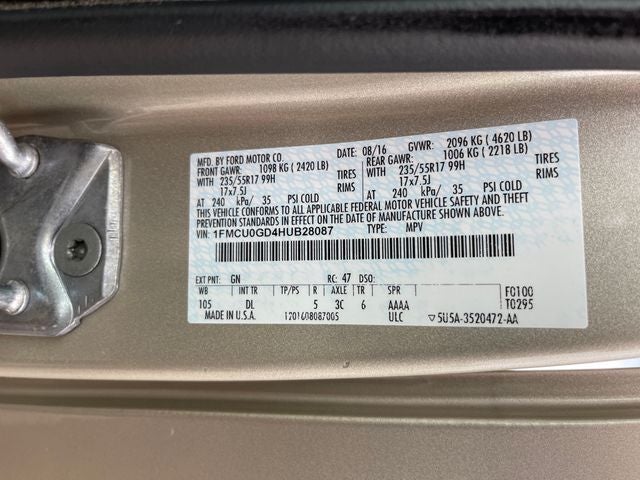 MFD. BY FORD MOTOR CO. 08/16 GVWR: 2096 KG ( 4620 LB)
FRONT GAWR: 1098 KG ( 2420 LB) REAR GAWR: 1006 KG ( 2218 LB)
WITH 235/55R17 99H TIRES WITH 235/55R17 99H TIRES
17x7.5J RIMS 17x7.5J RIMS
AT 240 kPa/ 35 PSI COLD AT 240 kPa/ 35 PSI COLD
THIS VEHICLE CONFORMS TO ALL APPLICABLE FEDERAL MOTOR VEHICLE SAFETY AND THEFT
PREVENTION STANDARDS IN EFFECT ON THE DATE OF MANUFACTURE SHOWN ABOVE.
VIN: 1FMCU0GD4HUB28087 TYPE: MPV
EXT PNT: GN RC: 47 DSO:
WB INT TR TP/PS R AXLE TR SPR F0100
105 DL 5 3C 6 AAAA T0295
MADE IN U.S.A. 1201608087005 ULC ▽5U5A-3520472-AA